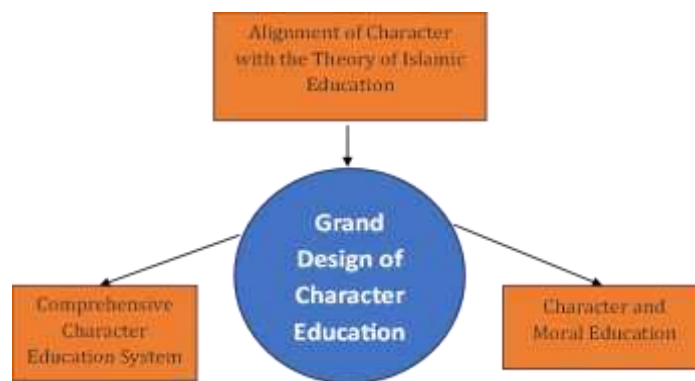 Alignment of Character
with the Theory of Islamic
Education
Grand
Design of
Character
Education
Comprehensive
Character
Education System
Character and
Moral Education